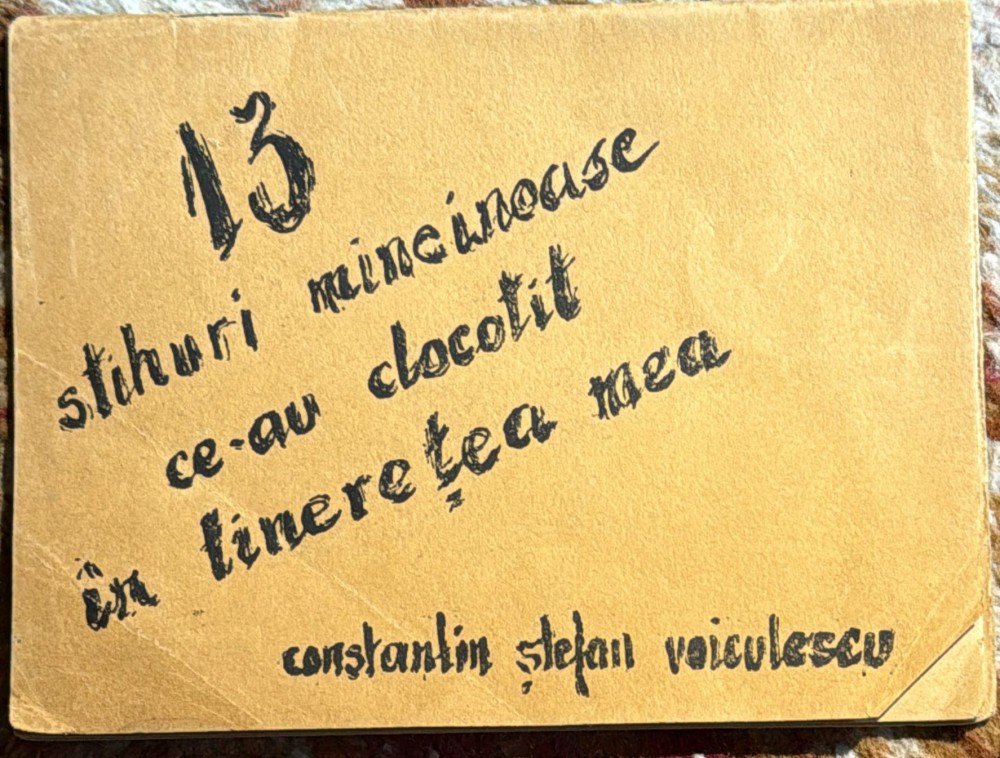 13
stihuri mincinoase
ce-au clocotit
în tinerețea mea
constantin ștefan voiculescu